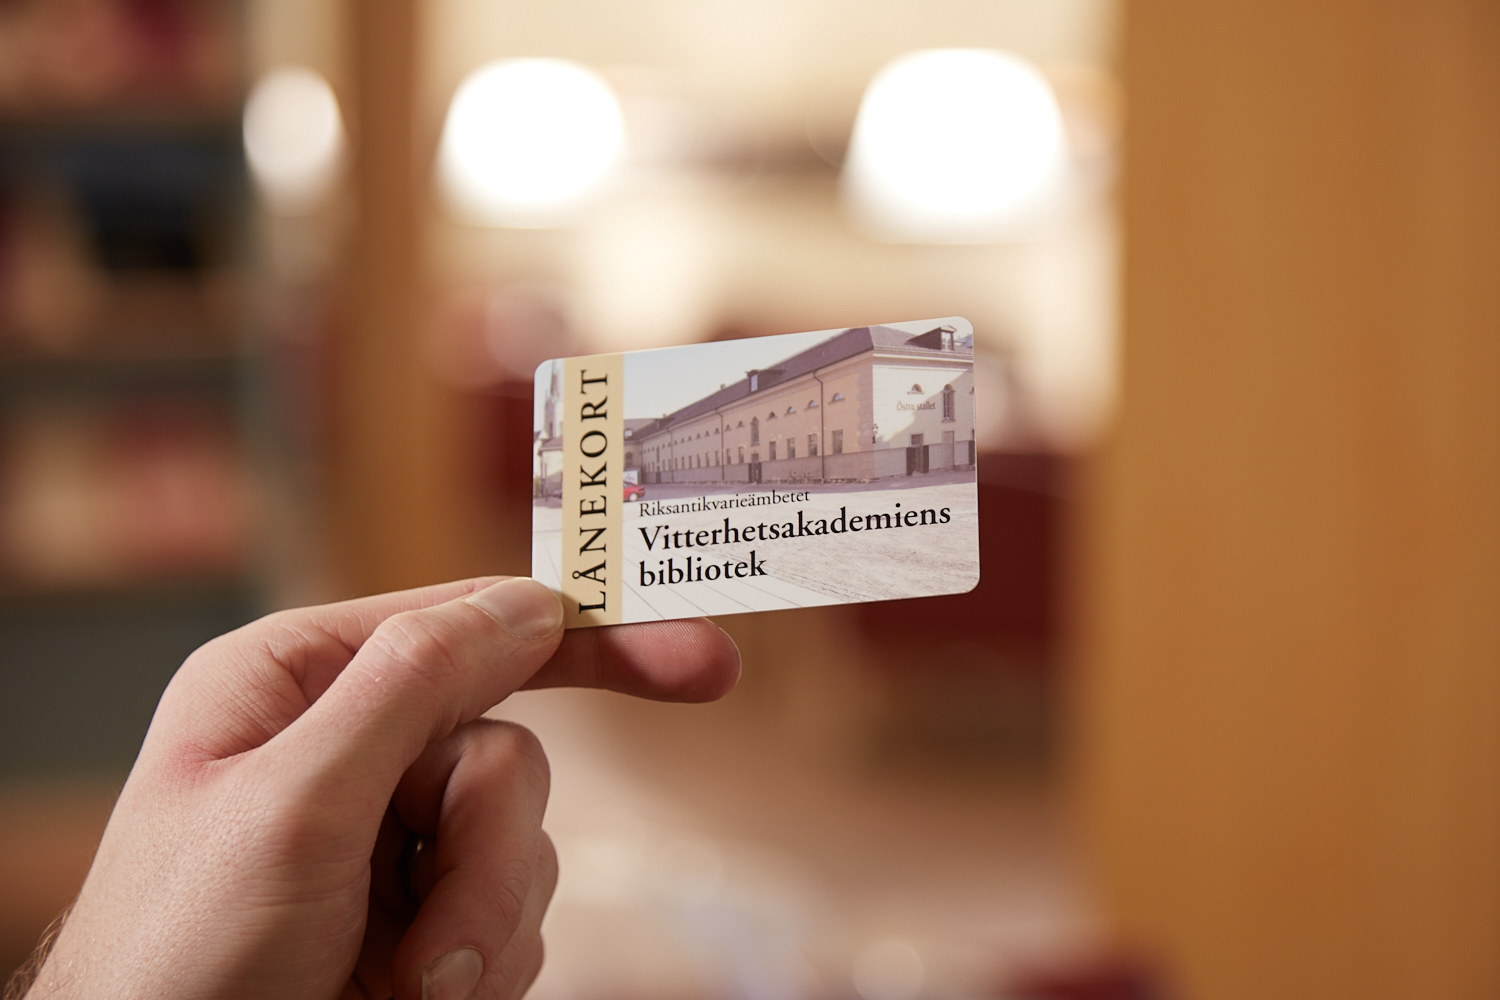 LÅNEKORT
Östra stallet
Riksantikvarieämbetet
Vitterhetsakademiens
bibliotek